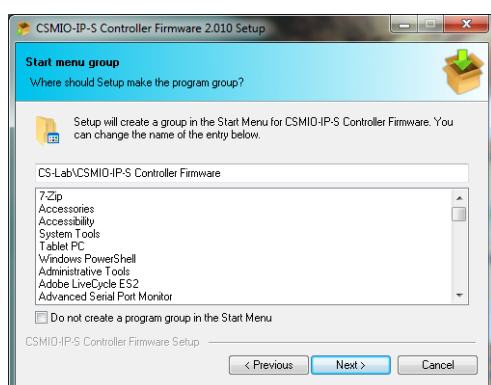 CSMIO-IP-S Controller Firmware 2.010 Setup
Start menu group
Where should Setup make the program group?
Setup will create a group in the Start Menu for CSMIO-IP-S Controller Firmware. You
can change the name of the entry below.
CS-Lab\CSMIO-IP-S Controller Firmware
7-Zip
Accessories
Accessibility
System Tools
Tablet PC
Windows PowerShell
Administrative Tools
Adobe LiveCycle ES2
Advanced Serial Port Monitor
Do not create a program group in the Start Menu
CSMIO-IP-S Controller Firmware Setup
< Previous
Next >
Cancel